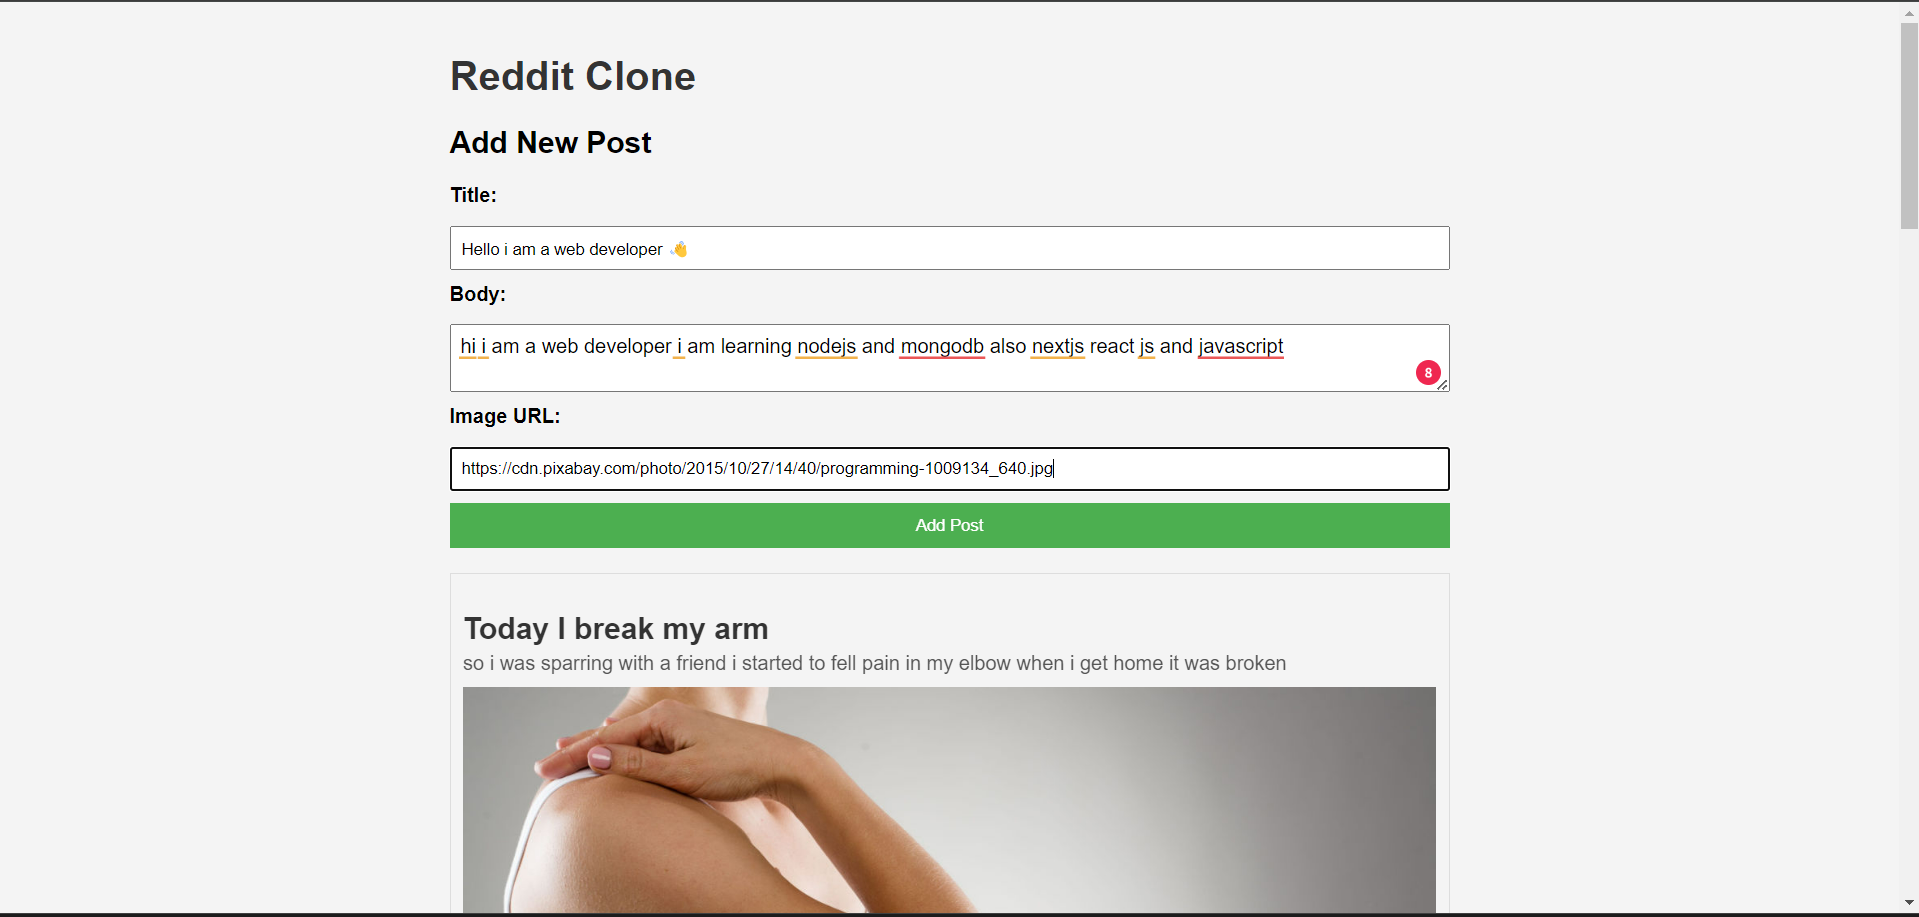 Reddit Clone
Add New Post
Title:
Hello i am a web developer 👋
Body:
hi i am a web developer i am learning nodejs and mongodb also nextjs react js and javascript
8
Image URL:
https://cdn.pixabay.com/photo/2015/10/27/14/40/programming-1009134_640.jpg
Add Post
Today I break my arm
so i was sparring with a friend i started to fell pain in my elbow when i get home it was broken